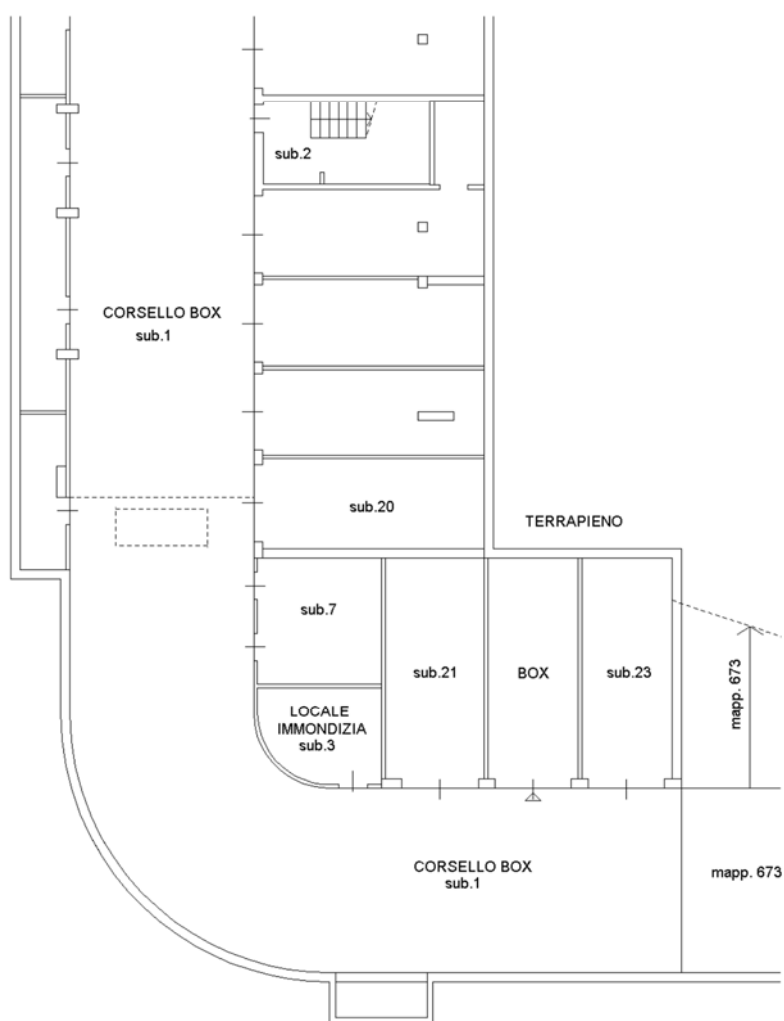 sub.2
CORSELLO BOX
sub.1
sub.20
TERRAPIENO
sub.7
sub.21
BOX
sub.23
mapp. 673
LOCALE
IMMONDIZIA
sub.3
CORSELLO BOX
sub.1
mapp. 673